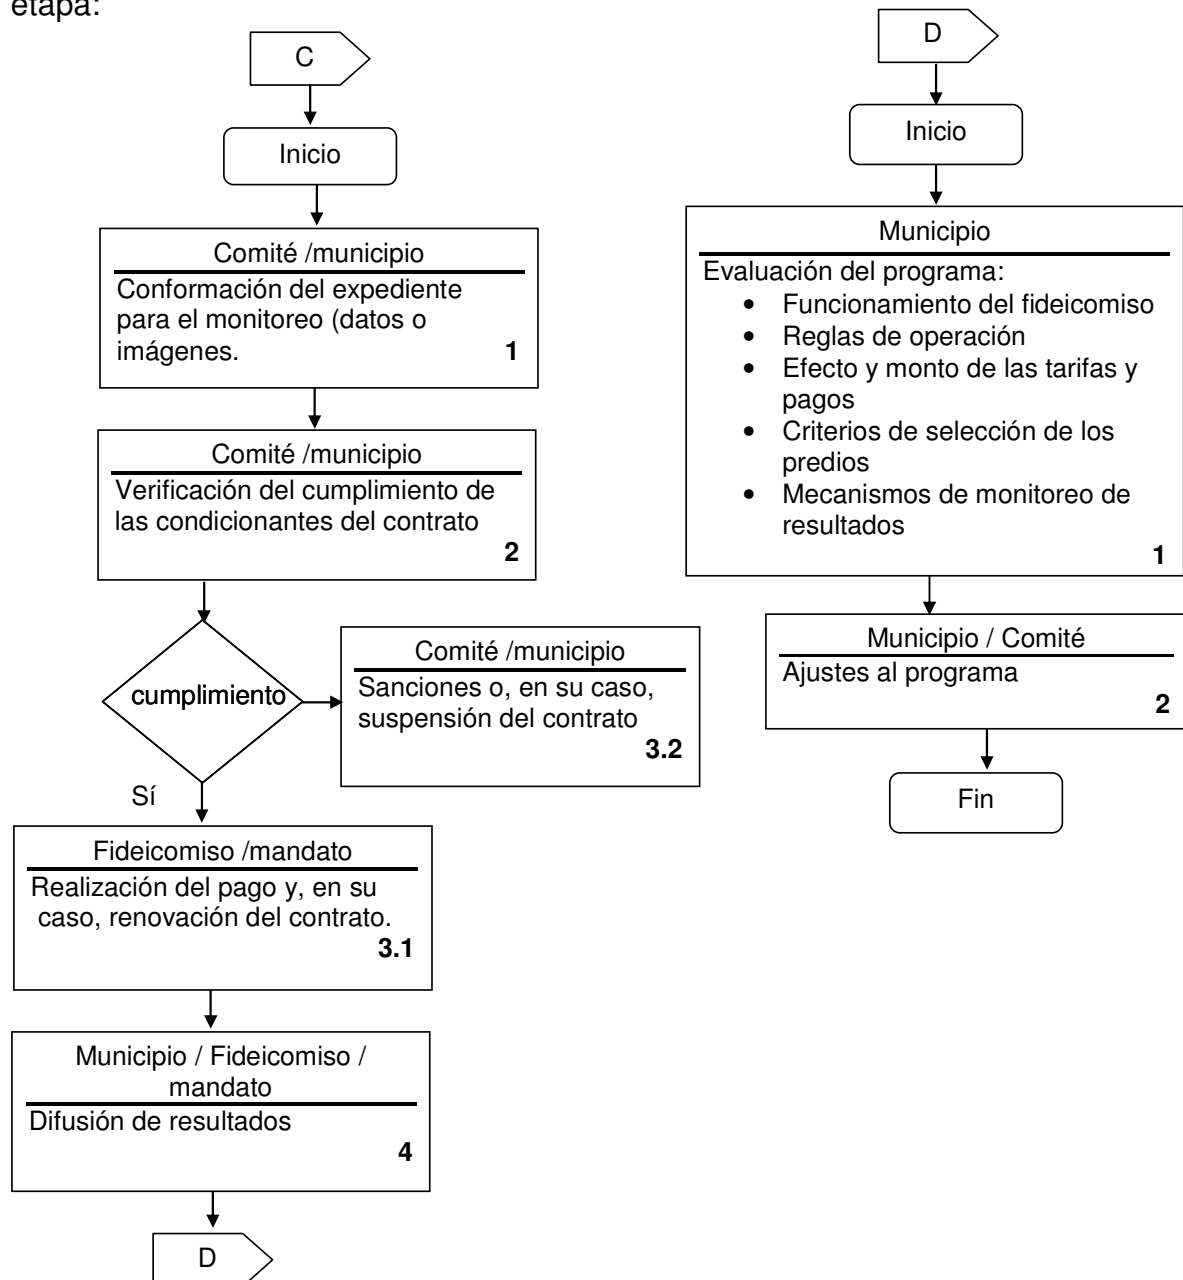 etapa:
C
Inicio
Comité /municipio
Conformación del expediente
para el monitoreo (datos o
imágenes.
1
Comité /municipio
Verificación del cumplimiento de
las condicionantes del contrato
2
cumplimiento
Comité /municipio
Sanciones o, en su caso,
suspensión del contrato
3.2
Sí
Fideicomiso /mandato
Realización del pago y, en su
caso, renovación del contrato.
3.1
Municipio / Fideicomiso /
mandato
Difusión de resultados
4
D
D
Inicio
Municipio
Evaluación del programa:
• Funcionamiento del fideicomiso
• Reglas de operación
• Efecto y monto de las tarifas y
pagos
• Criterios de selección de los
predios
• Mecanismos de monitoreo de
resultados
1
Municipio / Comité
Ajustes al programa
2
Fin